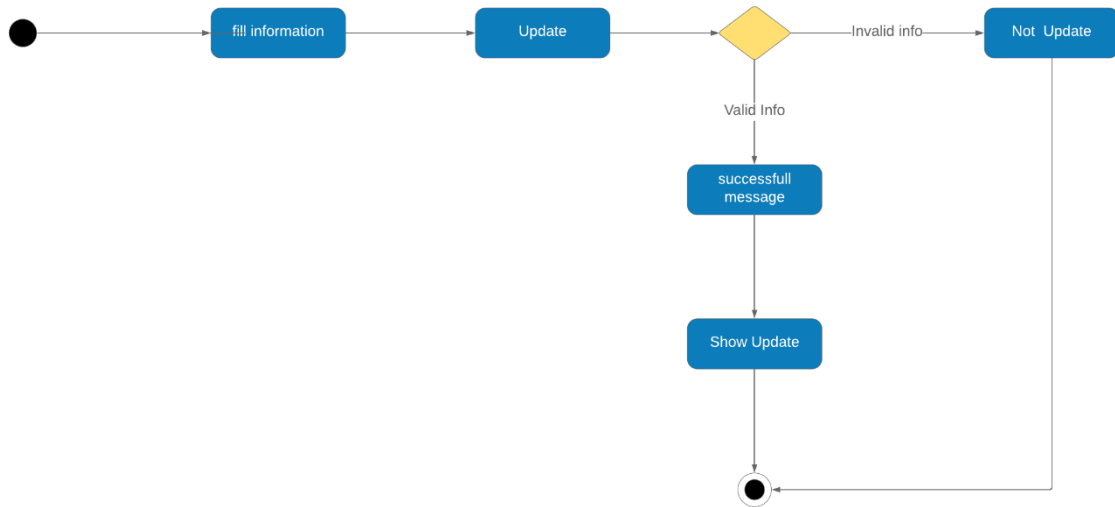 fill information
Update
Invalid info
Not Update
Valid Info
successfull
message
Show Update